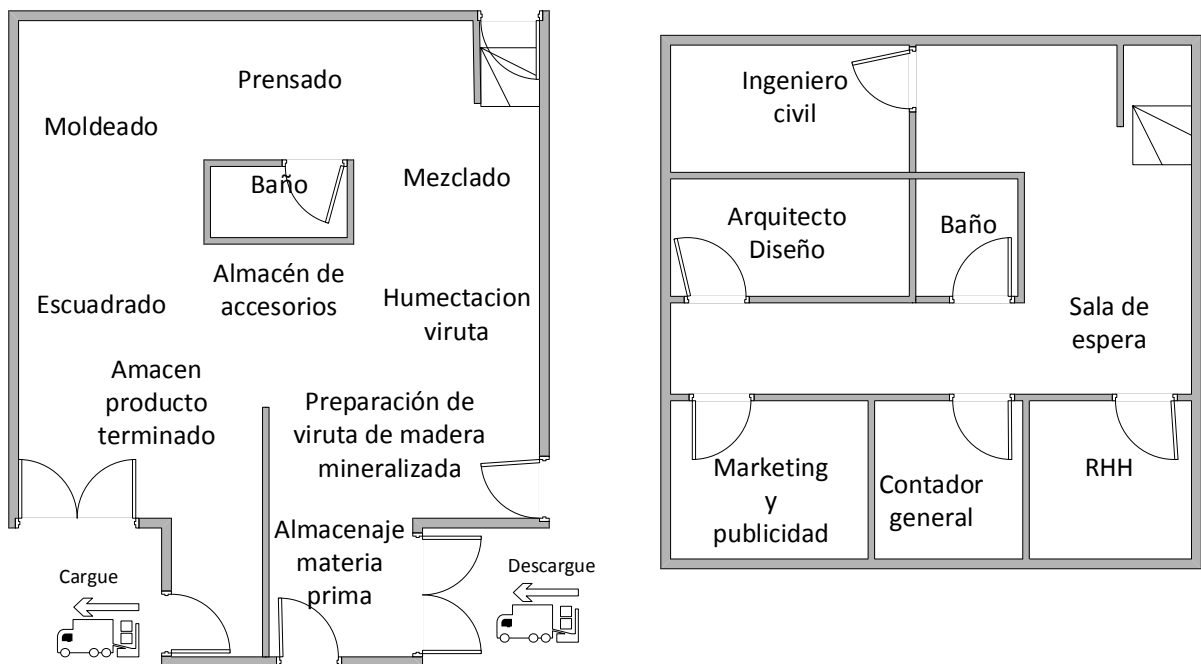 Prensado
Moldeado
Baño
Mezclado
Almacén de
accesorios
Escuadrado
Humectacion
viruta
Amacen
producto
terminado
Preparación de
viruta de madera
mineralizada
Almacenaje
materia
prima
Cargue
Descargue
Ingeniero
civil
Arquitecto
Diseño
Baño
Sala de
espera
Marketing
y
publicidad
Contador
general
RHH